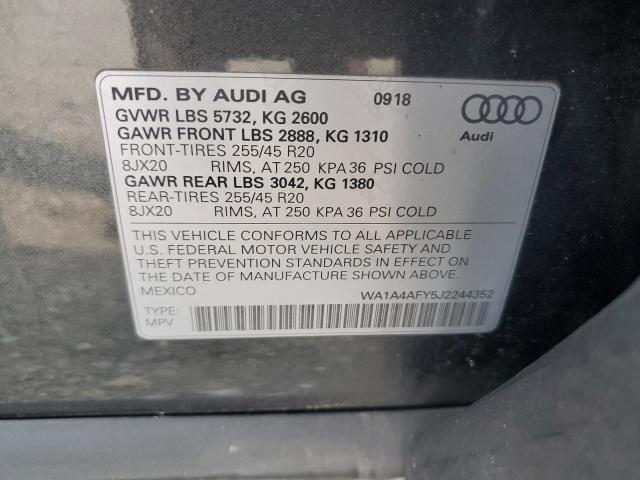 MFD. BY AUDI AG 0918
GVWR LBS 5732, KG 2600
GAWR FRONT LBS 2888, KG 1310
Audi
FRONT-TIRES 255/45 R20
8JX20 RIMS, AT 250 KPA 36 PSI COLD
GAWR REAR LBS 3042, KG 1380
REAR-TIRES 255/45 R20
8JX20 RIMS, AT 250 KPA 36 PSI COLD
THIS VEHICLE CONFORMS TO ALL APPLICABLE
U.S. FEDERAL MOTOR VEHICLE SAFETY AND
THEFT PREVENTION STANDARDS IN EFFECT ON
THE DATE OF MANUFACTURE SHOWN ABOVE.
MEXICO WA1A4AFY5J2244352
TYPE:
MPV